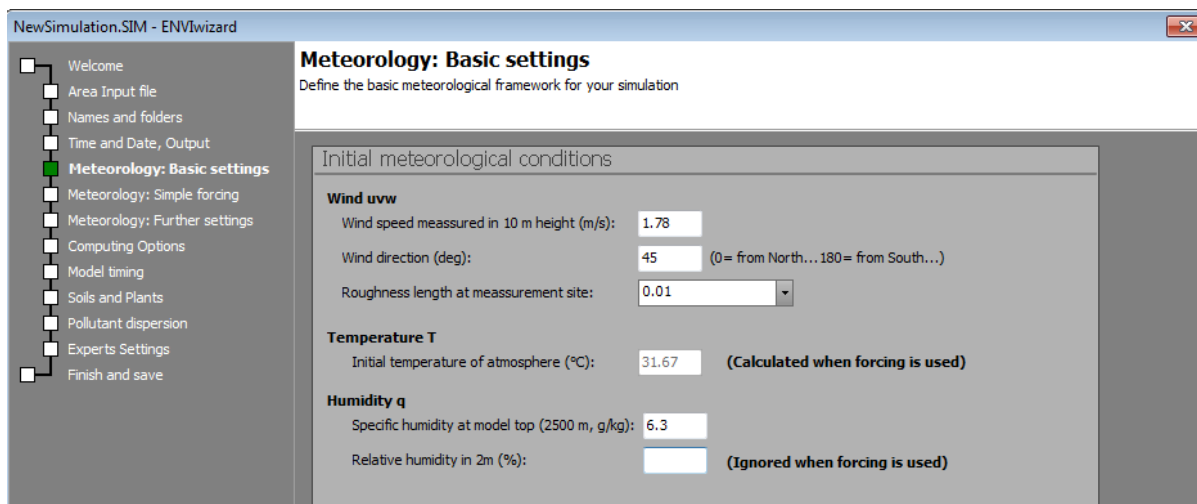 NewSimulation.SIM - ENVIwizard
Welcome
Area Input file
Names and folders
Time and Date, Output
Meteorology: Basic settings
Meteorology: Simple forcing
Meteorology: Further settings
Computing Options
Model timing
Soils and Plants
Pollutant dispersion
Experts Settings
Finish and save
Meteorology: Basic settings
Define the basic meteorological framework for your simulation
Initial meteorological conditions
Wind uvw
Wind speed meassured in 10 m height (m/s): 1.78
Wind direction (deg): 45 (0= from North...180= from South...)
Roughness length at meassurement site: 0.01
Temperature T
Initial temperature of atmosphere (°C): 31.67 (Calculated when forcing is used)
Humidity q
Specific humidity at model top (2500 m, g/kg): 6.3
Relative humidity in 2m (%): (Ignored when forcing is used)